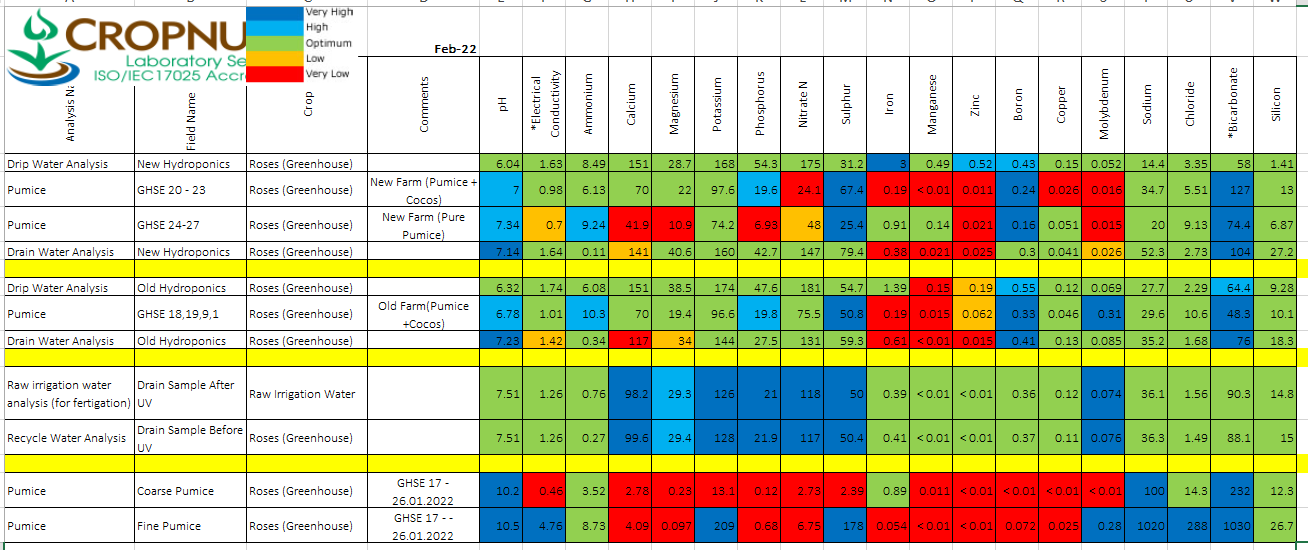 CROPNU
Laboratory Se
ISO/IEC17025 Accr
Very High
High
Optimum
Low
Very Low
Feb-22
Analysis Na Field Name Crop Comments pH *Electrical Conductivity Ammonium Calcium Magnesium Potassium Phosphorus Nitrate N Sulphur Iron Manganese Zinc Boron Copper Molybdenum Sodium Chloride *Bicarbonate Silicon
Drip Water Analysis New Hydroponics Roses (Greenhouse) 6.04 1.63 8.49 151 28.7 168 54.3 175 31.2 3 0.49 0.52 0.43 0.15 0.052 14.4 3.35 58 1.41
Pumice GHSE 20 - 23 Roses (Greenhouse) New Farm (Pumice + Cocos) 7 0.98 6.13 70 22 97.6 19.6 24.1 67.4 0.19 < 0.01 0.011 0.24 0.026 0.016 34.7 5.51 127 13
Pumice GHSE 24-27 Roses (Greenhouse) New Farm (Pure Pumice) 7.34 0.7 9.24 41.9 10.9 74.2 6.93 48 25.4 0.91 0.14 0.021 0.16 0.051 0.015 20 9.13 74.4 6.87
Drain Water Analysis New Hydroponics Roses (Greenhouse) 7.14 1.64 0.11 141 40.6 160 42.7 147 79.4 0.38 0.021 0.025 0.3 0.041 0.026 52.3 2.73 104 27.2
Drip Water Analysis Old Hydroponics Roses (Greenhouse) 6.32 1.74 6.08 151 38.5 174 47.6 181 54.7 1.39 0.15 0.19 0.55 0.12 0.069 27.7 2.29 64.4 9.28
Pumice GHSE 18,19,9,1 Roses (Greenhouse) Old Farm(Pumice +Cocos) 6.78 1.01 10.3 70 19.4 96.6 19.8 75.5 50.8 0.19 0.015 0.062 0.33 0.046 0.31 29.6 10.6 48.3 10.1
Drain Water Analysis Old Hydroponics Roses (Greenhouse) 7.23 1.42 0.34 117 34 144 27.5 131 59.3 0.61 < 0.01 0.015 0.41 0.13 0.085 35.2 1.68 76 18.3
Raw irrigation water analysis (for fertigation) Drain Sample After UV Raw Irrigation Water 7.51 1.26 0.76 98.2 29.3 126 21 118 50 0.39 < 0.01 < 0.01 0.36 0.12 0.074 36.1 1.56 90.3 14.8
Recycle Water Analysis Drain Sample Before UV Roses (Greenhouse) 7.51 1.26 0.27 99.6 29.4 128 21.9 117 50.4 0.41 < 0.01 < 0.01 0.37 0.11 0.076 36.3 1.49 88.1 15
Pumice Coarse Pumice Roses (Greenhouse) GHSE 17 - 26.01.2022 10.2 0.46 3.52 2.73 0.23 13.1 0.12 2.73 2.39 0.89 0.011 < 0.01 < 0.01 < 0.01 < 0.01 100 14.3 232 12.3
Pumice Fine Pumice Roses (Greenhouse) GHSE 17 - - 26.01.2022 10.5 4.76 8.73 4.09 0.097 209 0.68 6.75 178 0.054 < 0.01 < 0.01 0.072 0.025 0.28 1020 288 1030 26.7